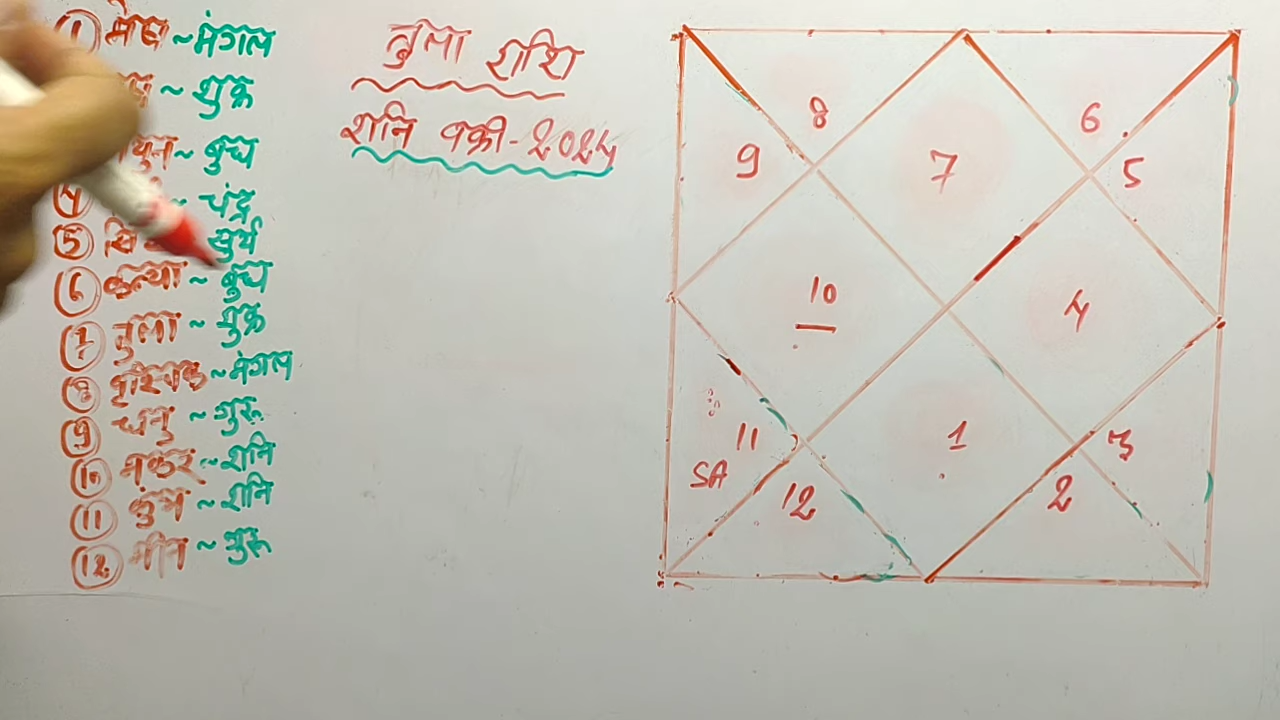 1 मेष ~ मंगल
~ शुक्र
~ बुध
4 ~ चंद्र
5 सूर्य
6 कन्या ~ बुध
7 तुला ~ शुक्र
8 वृश्चिक ~ मंगल
9 धनु ~ गुरु
10 मकर ~ शनि
11 कुंभ ~ शनि
12 मीन ~ गुरु
तुला राशि
शनि वक्री - 2024
8
6
9
7
5
10
4
11
1
3
SA
12
2